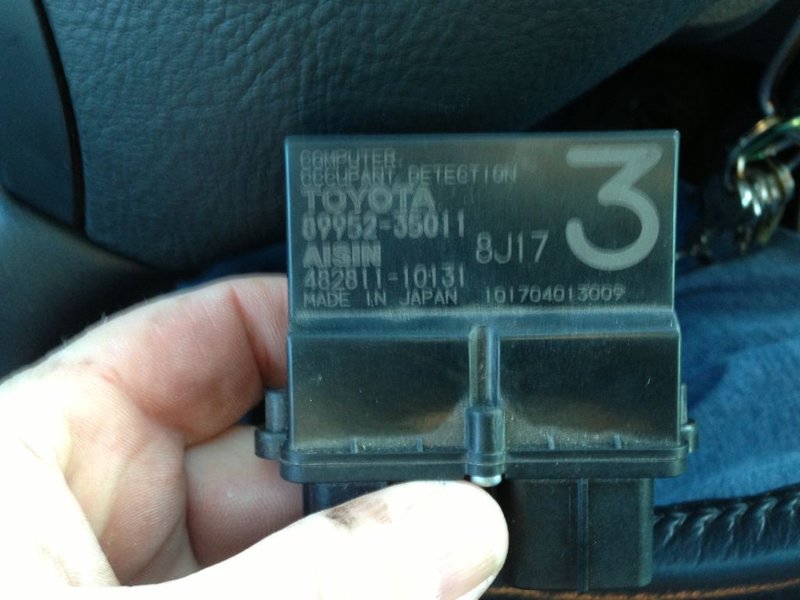 COMPUTER,
OCCUPANT DETECTION
TOYOTA
89952-35011
AISIN
8J17
3
482811-10131
MADE IN JAPAN 101704013009